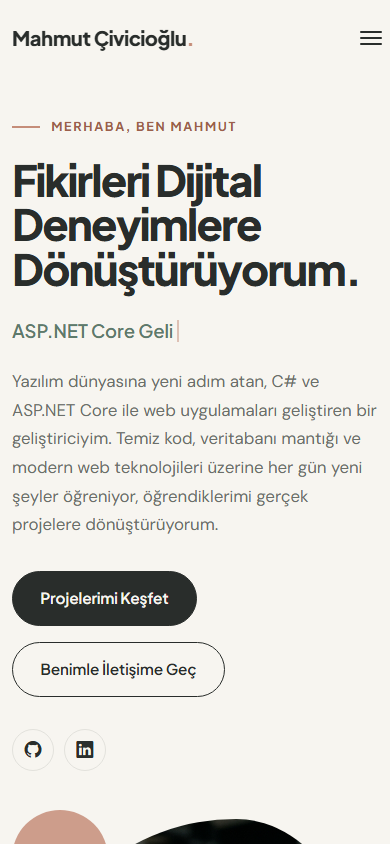 Mahmut Çivicioğlu.
MERHABA, BEN MAHMUT
Fikirleri Dijital
Deneyimlere
Dönüştürüyorum.
ASP.NET Core Geli
Yazılım dünyasına yeni adım atan, C# ve
ASP.NET Core ile web uygulamaları geliştiren bir
geliştiriciyim. Temiz kod, veritabanı mantığı ve
modern web teknolojileri üzerine her gün yeni
şeyler öğreniyor, öğrendiklerimi gerçek
projelere dönüştürüyorum.
Projelerimi Keşfet
Benimle İletişime Geç
in